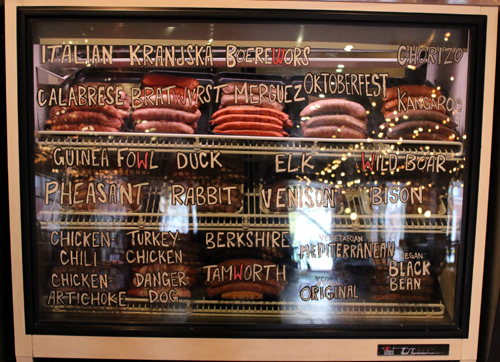 ITALIAN KRANJSKA BOEREWORS CHORIZO
CALABRESE BRATWURST MERGUEZ OKTOBERFEST KANGAROO
GUINEA FOWL DUCK ELK WILD BOAR
PHEASANT RABBIT VENISON BISON
CHICKEN CHILI
TURKEY CHICKEN
BERKSHIRE
VEGETARIAN MEDITERRANEAN
VEGAN BLACK BEAN
CHICKEN ARTICHOKE
DANGER DOG
TAMWORTH
ORIGINAL